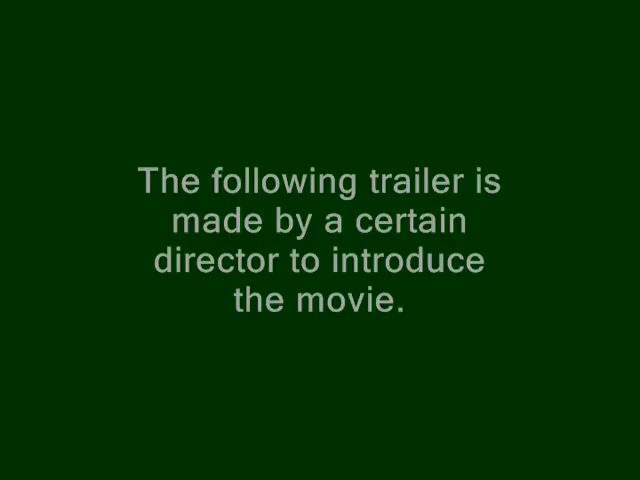 The following trailer is
made by a certain
director to introduce
the movie.